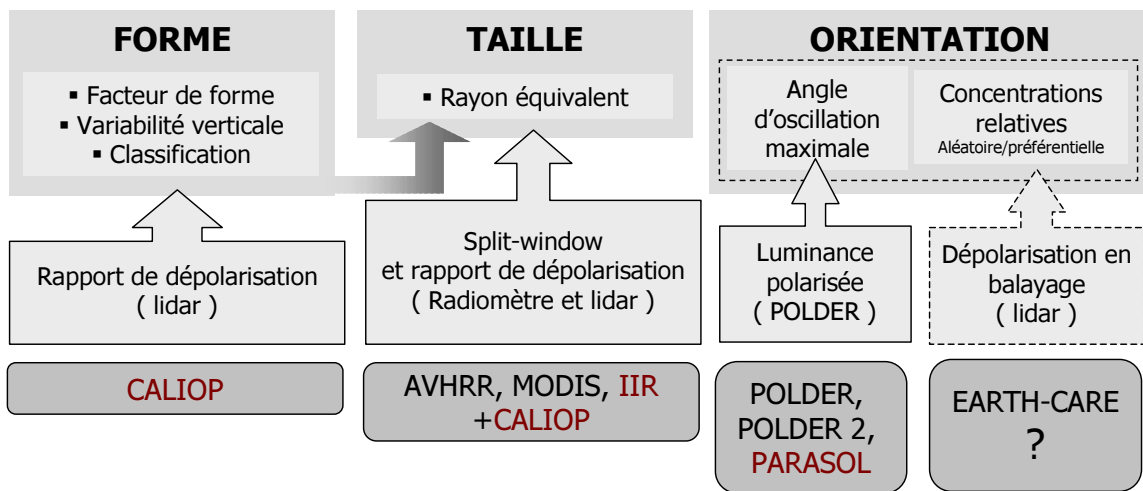 FORME
▪ Facteur de forme
▪ Variabilité verticale
▪ Classification
Rapport de dépolarisation
( lidar )
CALIOP
TAILLE
▪ Rayon équivalent
Split-window
et rapport de dépolarisation
( Radiomètre et lidar )
AVHRR, MODIS, IIR
+CALIOP
ORIENTATION
Angle
d'oscillation
maximale
Luminance
polarisée
( POLDER )
POLDER,
POLDER 2,
PARASOL
Concentrations
relatives
Aléatoire/préférentielle
Dépolarisation en
balayage
( lidar )
EARTH-CARE
?